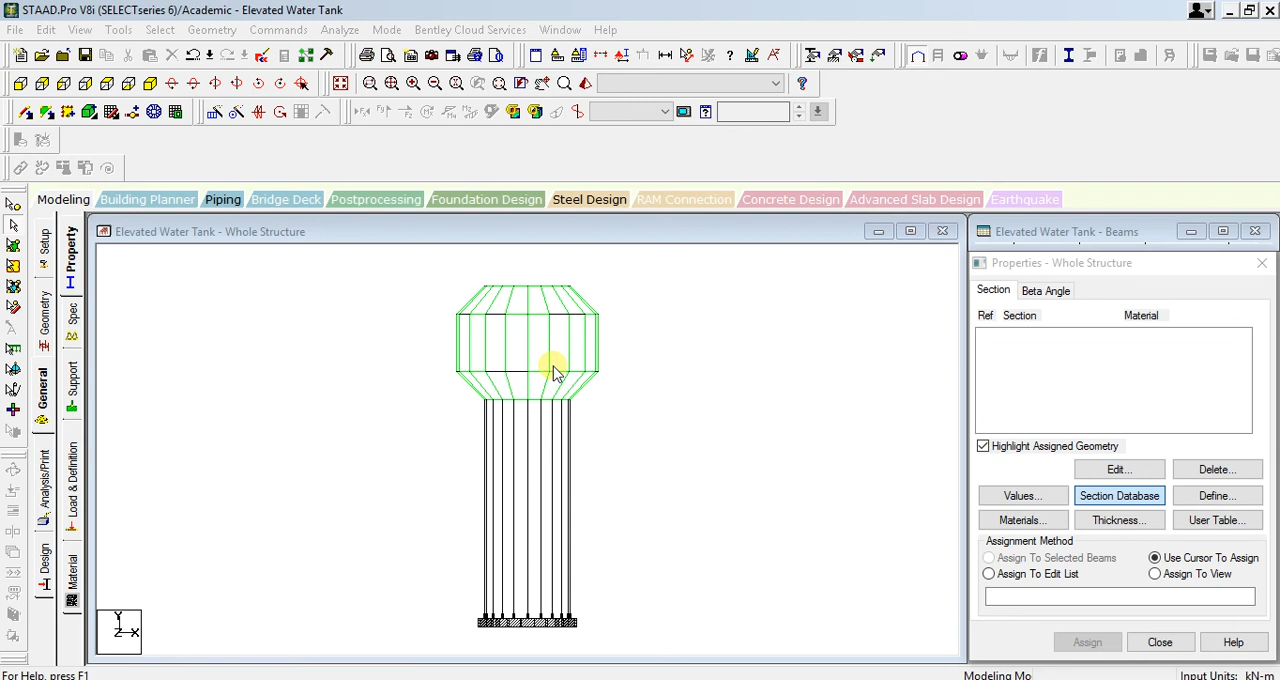 STAAD.Pro V8i (SELECTseries 6)/Academic - Elevated Water Tank
File Edit View Tools Select Geometry Commands Analyze Mode Bentley Cloud Services Window Help
Modeling Building Planner Piping Bridge Deck Postprocessing Foundation Design Steel Design RAM Connection Concrete Design Advanced Slab Design Earthquake
Elevated Water Tank - Whole Structure
Setup
Geometry
General
Analysis/Print
Design
Property
Spec
Support
Load & Definition
Material
Y
Z X
Elevated Water Tank - Beams
Properties - Whole Structure
Section Beta Angle
Ref Section Material
Highlight Assigned Geometry
Edit... Delete...
Values... Section Database Define...
Materials... Thickness... User Table...
Assignment Method
Assign To Selected Beams Use Cursor To Assign
Assign To Edit List Assign To View
Assign Close Help
For Help, press F1 Modeling Mo Input Units: kN-m